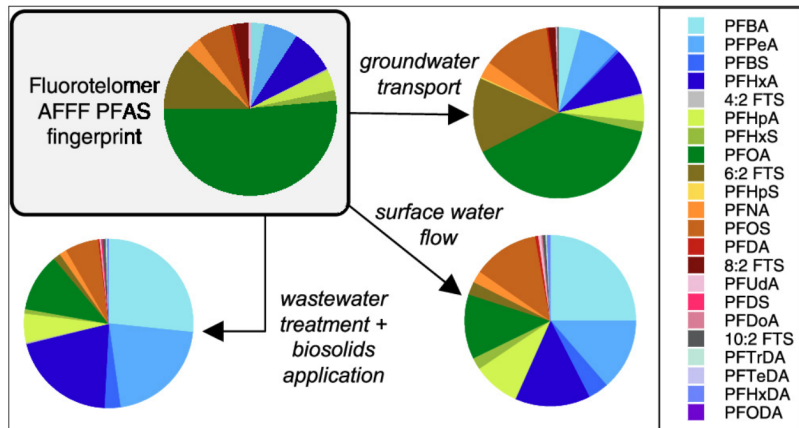 Fluorotelomer
AFFF PFAS
fingerprint
groundwater
transport
surface water
flow
wastewater
treatment +
biosolids
application
PFBA
PFPeA
PFBS
PFHxA
4:2 FTS
PFHpA
PFHxS
PFOA
6:2 FTS
PFHpS
PFNA
PFOS
PFDA
8:2 FTS
PFUdA
PFDS
PFDoA
10:2 FTS
PFTrDA
PFTeDA
PFHxDA
PFODA